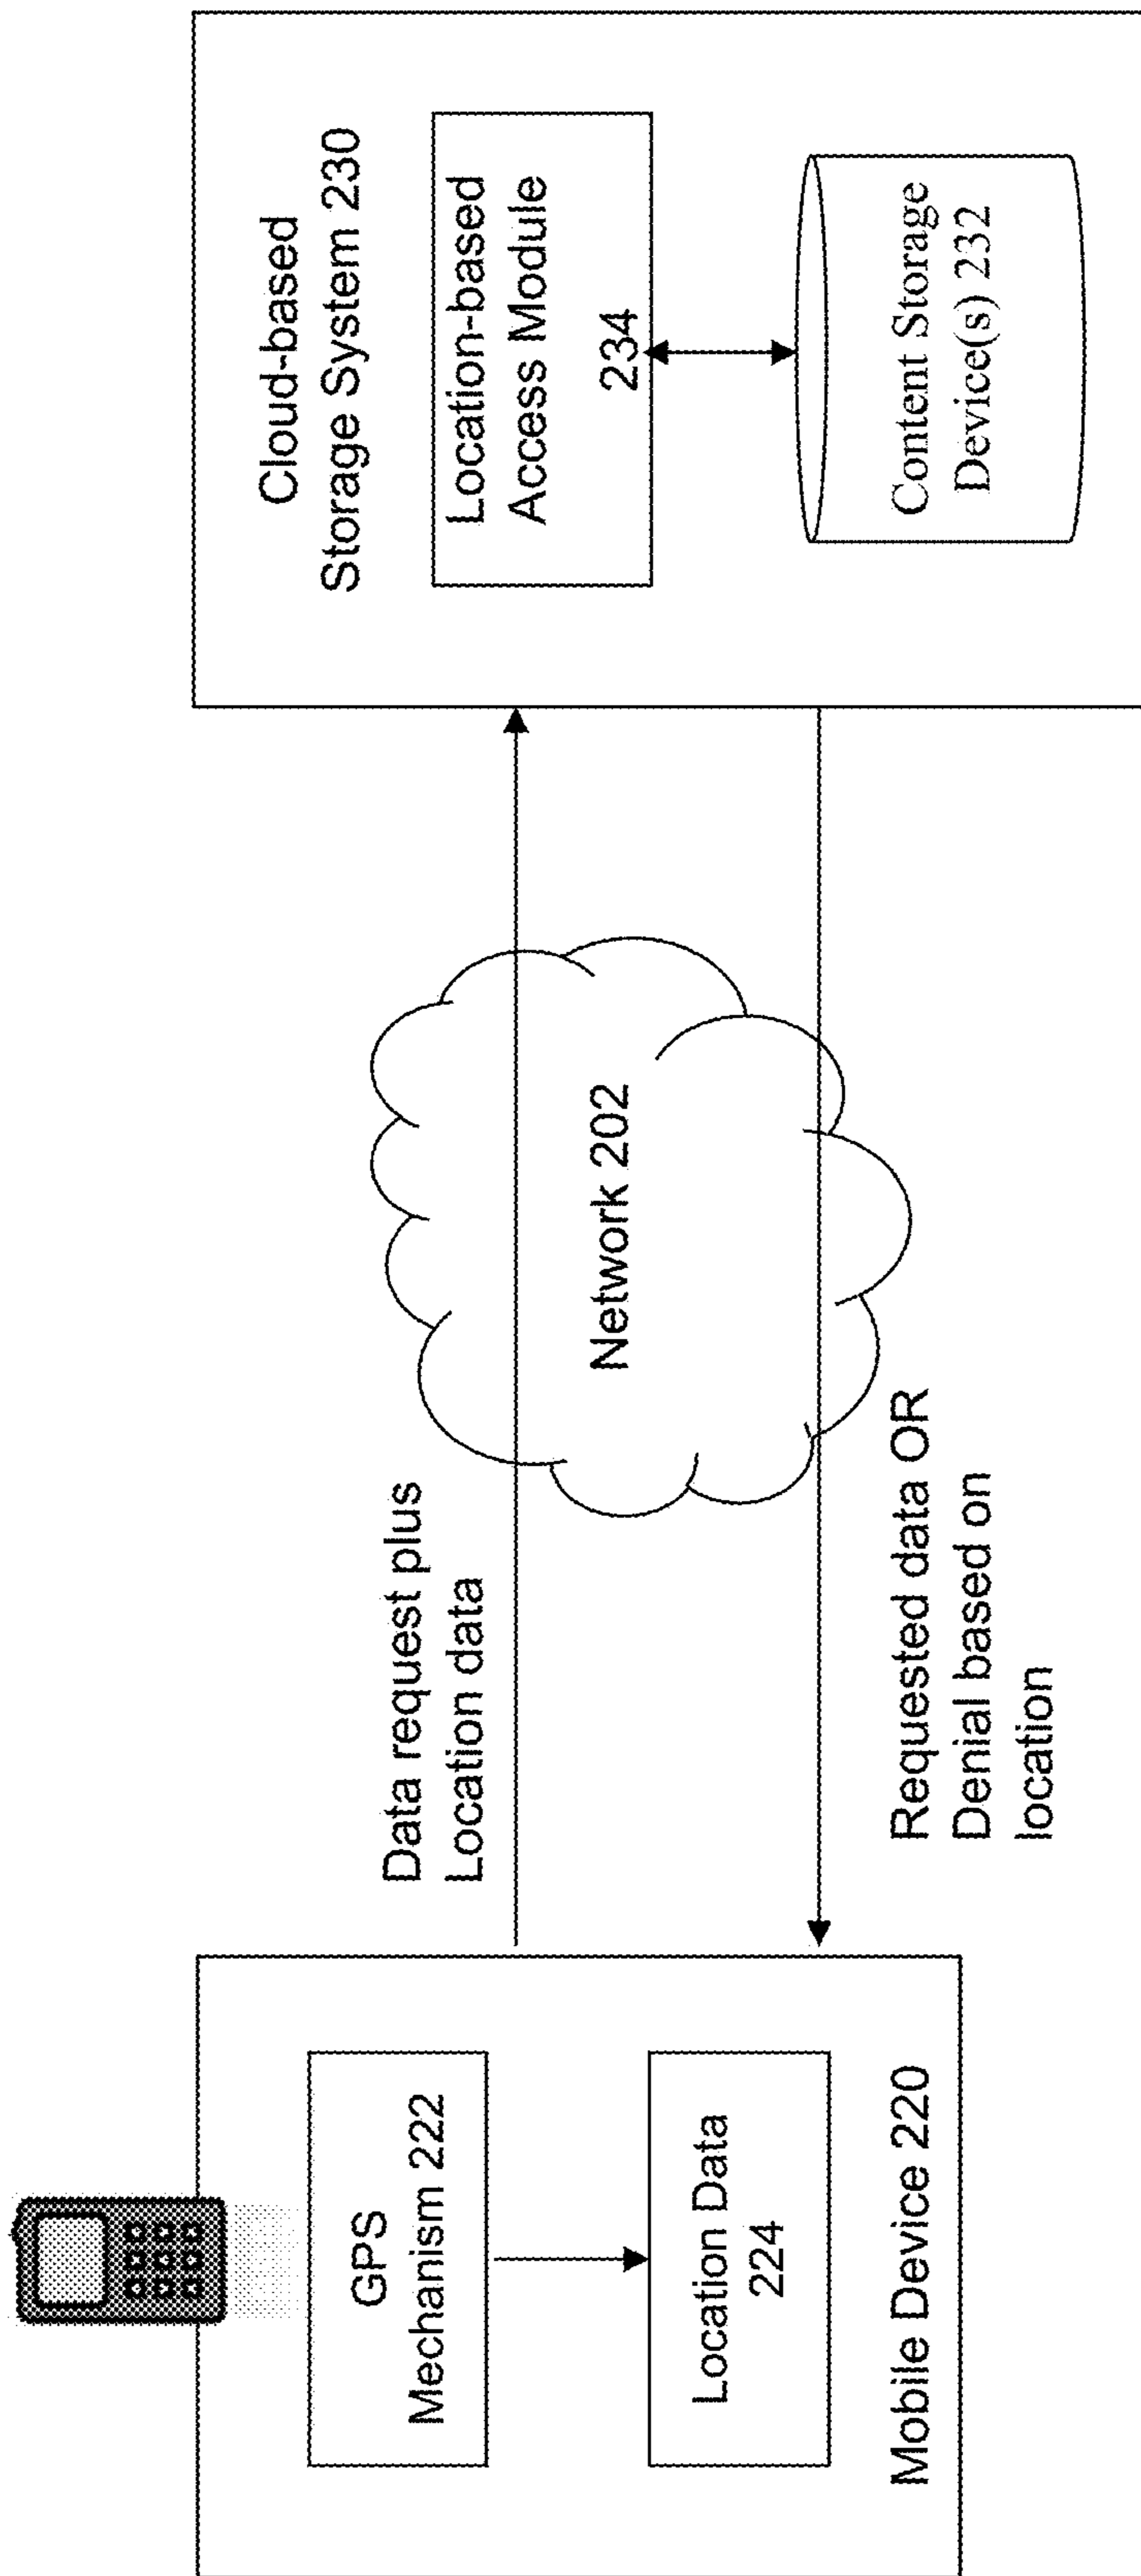 GPS
Mechanism 222
Location Data
224
Mobile Device 220
Data request plus
Location data
Network 202
Requested data OR
Denial based on
location
Cloud-based
Storage System 230
Location-based
Access Module
234
Content Storage
Device(s) 232